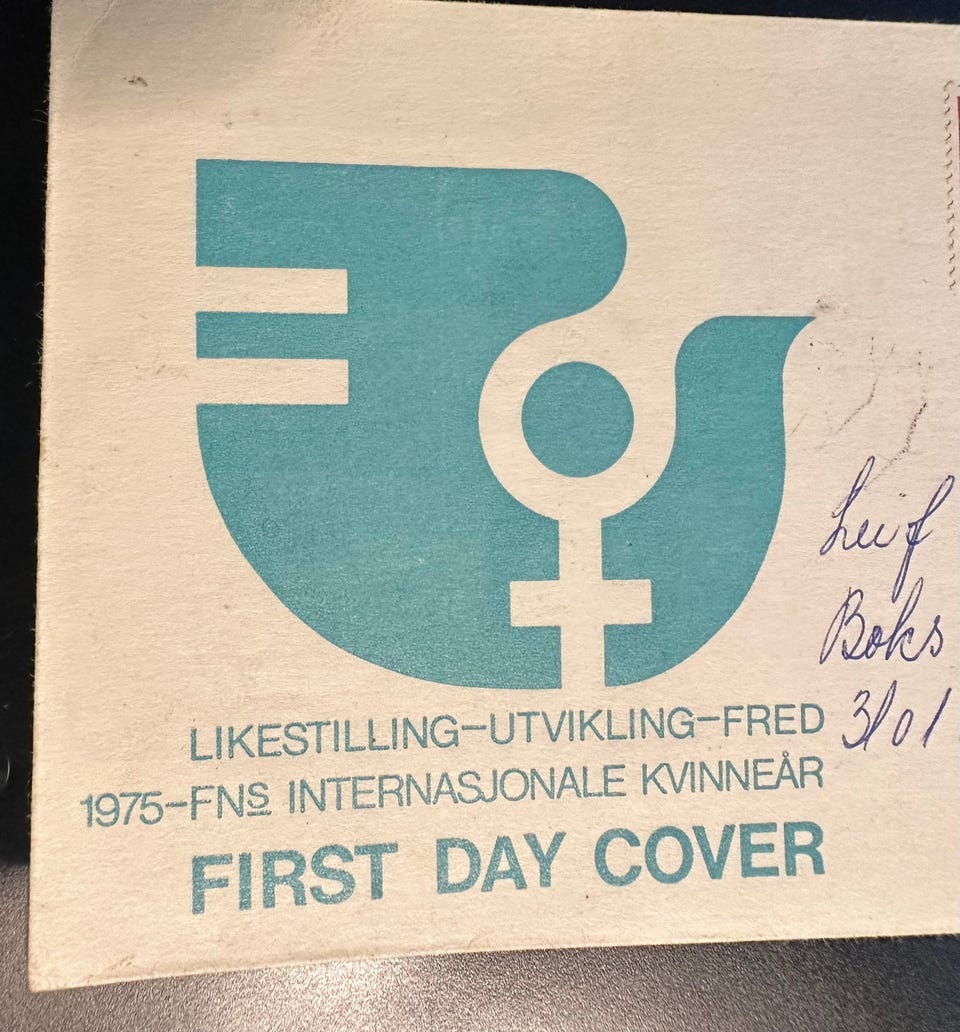 LIKESTILLING-UTVIKLING-FRED
1975-FNs INTERNASJONALE KVINNEÅR
FIRST DAY COVER
Leif
Boks
3101